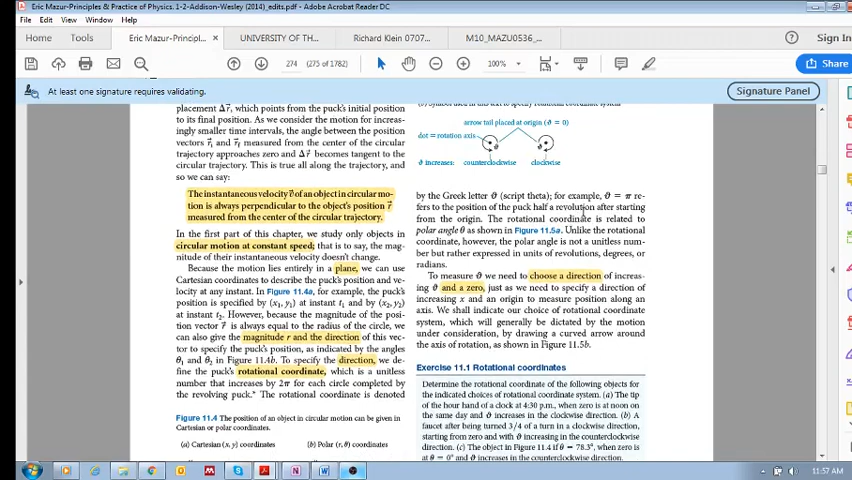 Eric Mazur-Principles & Practice of Physics. 1-2-Addison-Wesley (2014)_edits.pdf - Adobe Acrobat Reader DC
File Edit View Window Help
Home Tools Eric Mazur-Principl... × UNIVERSITY OF TH... Richard Klein 0707... M10_MAZU0536_... Sign In
274 (275 of 1782) 100% Share
At least one signature requires validating. Signature Panel
placement Δr⃗, which points from the puck's initial position
to its final position. As we consider the motion for increas-
ingly smaller time intervals, the angle between the position
vectors r⃗ᵢ and r⃗f measured from the center of the circular
trajectory approaches zero and Δr⃗ becomes tangent to the
circular trajectory. This is true all along the trajectory, and
so we can say:
The instantaneous velocity v⃗ of an object in circular mo-
tion is always perpendicular to the object's position r⃗
measured from the center of the circular trajectory.
In the first part of this chapter, we study only objects in
circular motion at constant speed; that is to say, the mag-
nitude of their instantaneous velocity doesn't change.
Because the motion lies entirely in a plane, we can use
Cartesian coordinates to describe the puck's position and ve-
locity at any instant. In Figure 11.4a, for example, the puck's
position is specified by (x₁, y₁) at instant t₁ and by (x₂, y₂)
at instant t₂. However, because the magnitude of the posi-
tion vector r⃗ is always equal to the radius of the circle, we
can also give the magnitude r and the direction of this vec-
tor to specify the puck's position, as indicated by the angles
θ₁ and θ₂ in Figure 11.4b. To specify the direction, we de-
fine the puck's rotational coordinate, which is a unitless
number that increases by 2π for each circle completed by
the revolving puck.* The rotational coordinate is denoted
Figure 11.4 The position of an object in circular motion can be given in
Cartesian or polar coordinates.
(a) Cartesian (x, y) coordinates (b) Polar (r, θ) coordinates
(b) Symbol used in this text to specify rotational coordinate
arrow tail placed at origin (ϑ = 0)
dot = rotation axis ϑ ϑ
ϑ increases: counterclockwise clockwise
by the Greek letter ϑ (script theta); for example, ϑ = π re-
fers to the position of the puck half a revolution after starting
from the origin. The rotational coordinate is related to
polar angle θ as shown in Figure 11.5a. Unlike the rotational
coordinate, however, the polar angle is not a unitless num-
ber but rather expressed in units of revolutions, degrees, or
radians.
To measure ϑ we need to choose a direction of increas-
ing ϑ and a zero, just as we need to specify a direction of
increasing x and an origin to measure position along an
axis. We shall indicate our choice of rotational coordinate
system, which will generally be dictated by the motion
under consideration, by drawing a curved arrow around
the axis of rotation, as shown in Figure 11.5b.
Exercise 11.1 Rotational coordinates
Determine the rotational coordinate of the following objects for
the indicated choices of rotational coordinate system. (a) The tip
of the hour hand of a clock at 4:30 p.m., when zero is at noon on
the same day and ϑ increases in the clockwise direction. (b) A
faucet after being turned 3/4 of a turn in a clockwise direction,
starting from zero and with ϑ increasing in the counterclockwise
direction. (c) The object in Figure 11.4 if θ = 78.3°, when zero is
at θ = 0° and ϑ increases in the counterclockwise direction.
11:57 AM